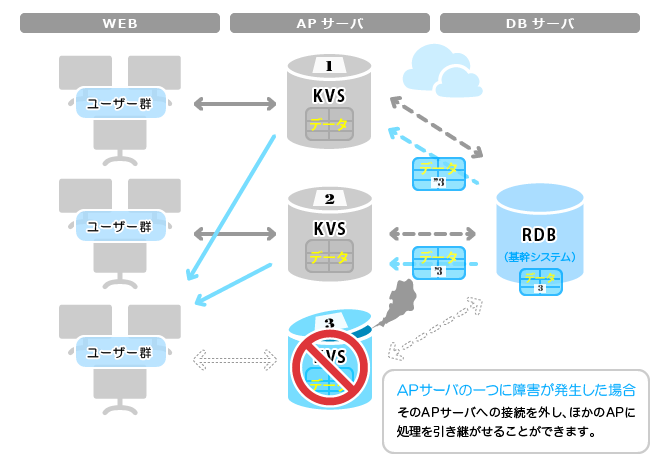 WEB
APサーバ
DBサーバ
1
KVS
データ
ユーザー群
データ
"3
2
KVS
データ
ユーザー群
データ
"3
RDB
(基幹システム)
データ
3
3
KVS
データ
ユーザー群
APサーバの一つに障害が発生した場合
そのAPサーバへの接続を外し、ほかのAPに
処理を引き継がせることができます。